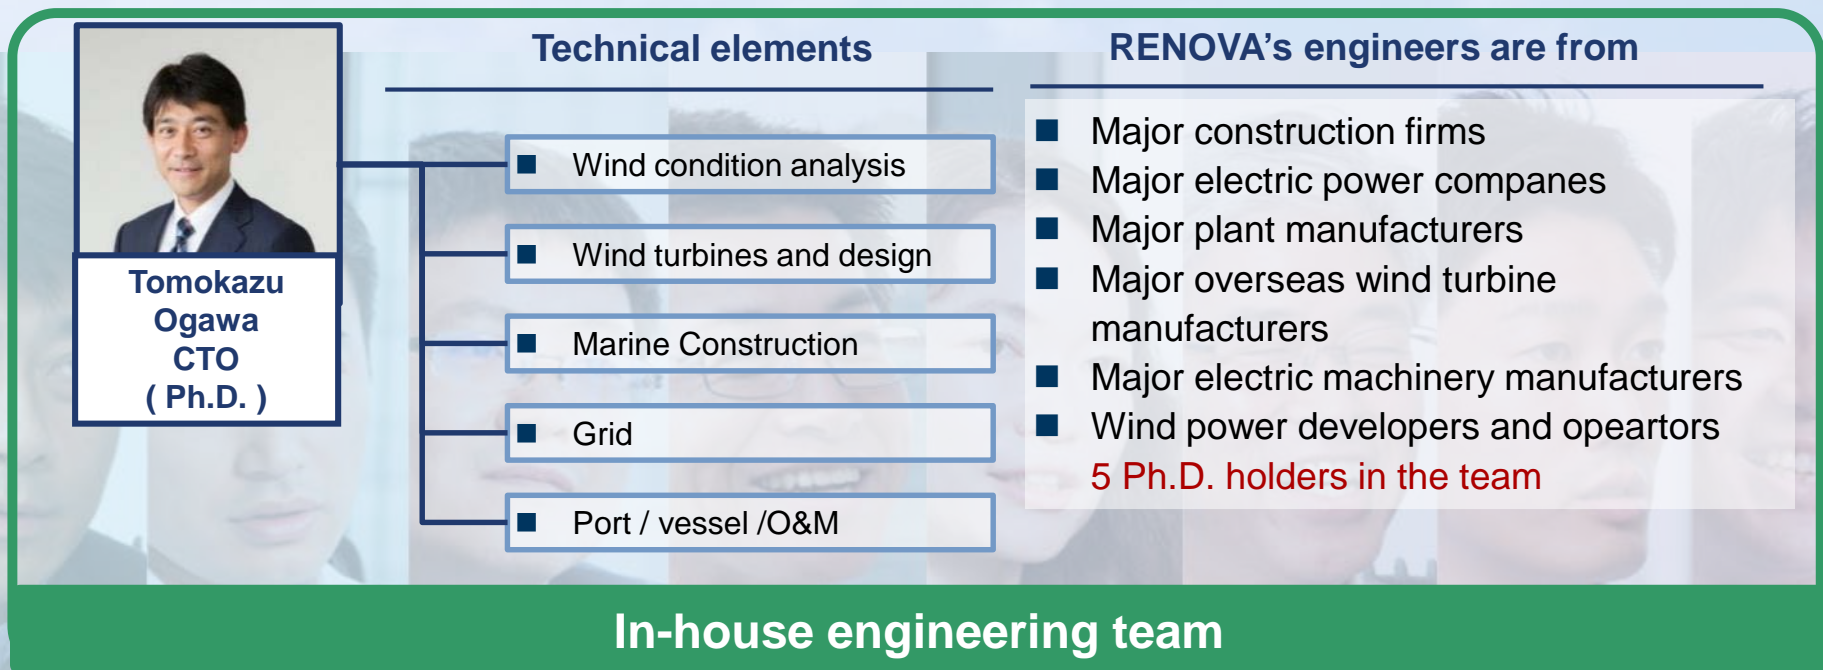 Tomokazu
Ogawa
CTO
( Ph.D. )
Technical elements
Wind condition analysis
Wind turbines and design
Marine Construction
Grid
Port / vessel /O&M
RENOVA’s engineers are from
Major construction firms
Major electric power companes
Major plant manufacturers
Major overseas wind turbine
manufacturers
Major electric machinery manufacturers
Wind power developers and opeartors
5 Ph.D. holders in the team
In-house engineering team